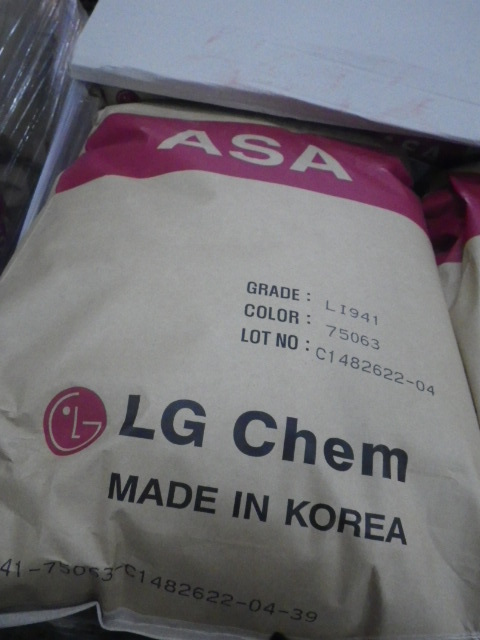 ASA
GRADE : LI941
COLOR : 75063
LOT NO : C1482622-04
LG Chem
MADE IN KOREA
41-75063 C1482622-04-39